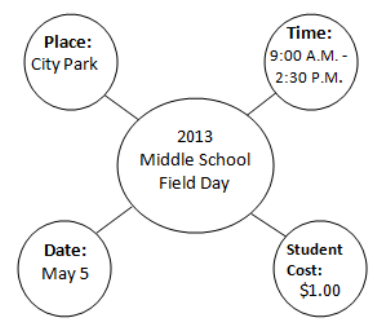 Place:
City Park
Time:
9:00 A.M. -
2:30 P.M.
2013
Middle School
Field Day
Date:
May 5
Student
Cost:
$1.00